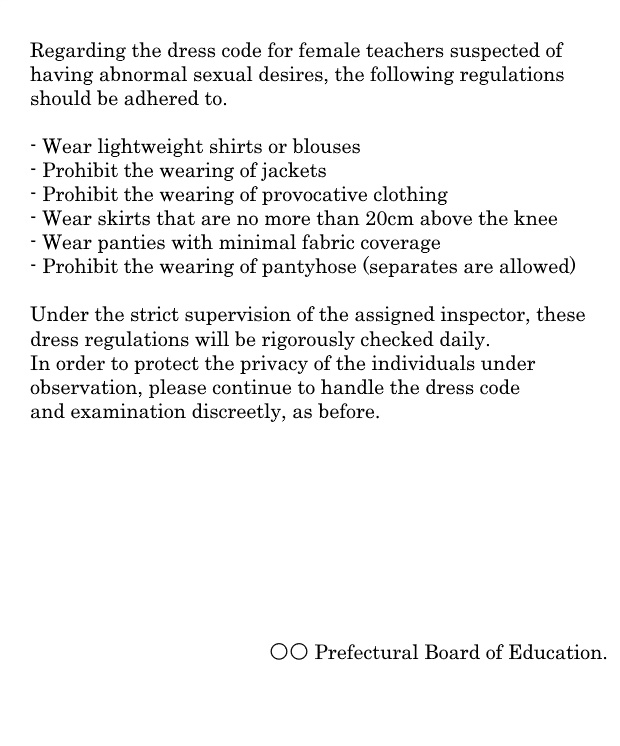 Regarding the dress code for female teachers suspected of
having abnormal sexual desires, the following regulations
should be adhered to.
- Wear lightweight shirts or blouses
- Prohibit the wearing of jackets
- Prohibit the wearing of provocative clothing
- Wear skirts that are no more than 20cm above the knee
- Wear panties with minimal fabric coverage
- Prohibit the wearing of pantyhose (separates are allowed)
Under the strict supervision of the assigned inspector, these
dress regulations will be rigorously checked daily.
In order to protect the privacy of the individuals under
observation, please continue to handle the dress code
and examination discreetly, as before.
○○ Prefectural Board of Education.